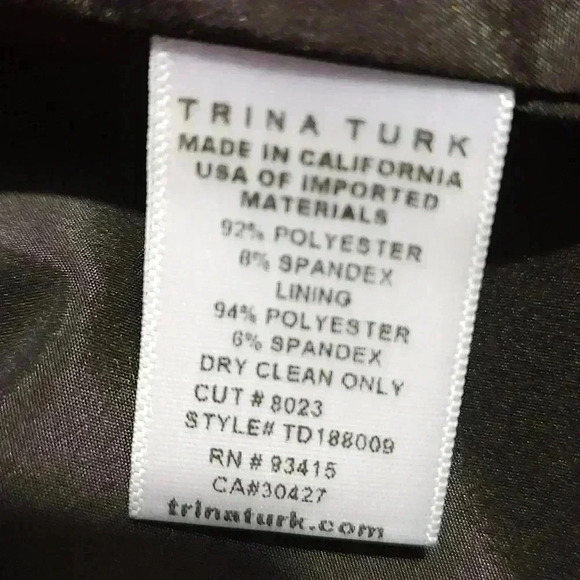 TRINA TURK
MADE IN CALIFORNIA
USA OF IMPORTED
MATERIALS
92% POLYESTER
8% SPANDEX
LINING
94% POLYESTER
6% SPANDEX
DRY CLEAN ONLY
CUT # 8023
STYLE# TD188009
RN # 93415
CA#30427
trinaturk.com